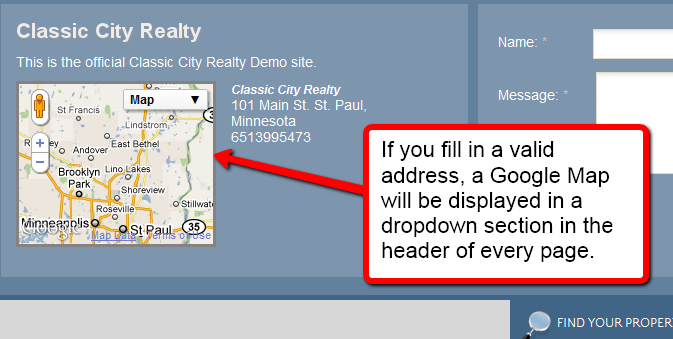 Classic City Realty
This is the official Classic City Realty Demo site.
Map ▼
St Francis
Lindstrom
Andover
East Bethel
Lino Lakes
Brooklyn
Park
Shoreview
Roseville
Stillwate
Minneapolis
St Paul
35
Map Data - Terms of Use
Classic City Realty
101 Main St. St. Paul,
Minnesota
6513995473
Name: *
Message: *
If you fill in a valid
address, a Google Map
will be displayed in a
dropdown section in the
header of every page.
FIND YOUR PROPER